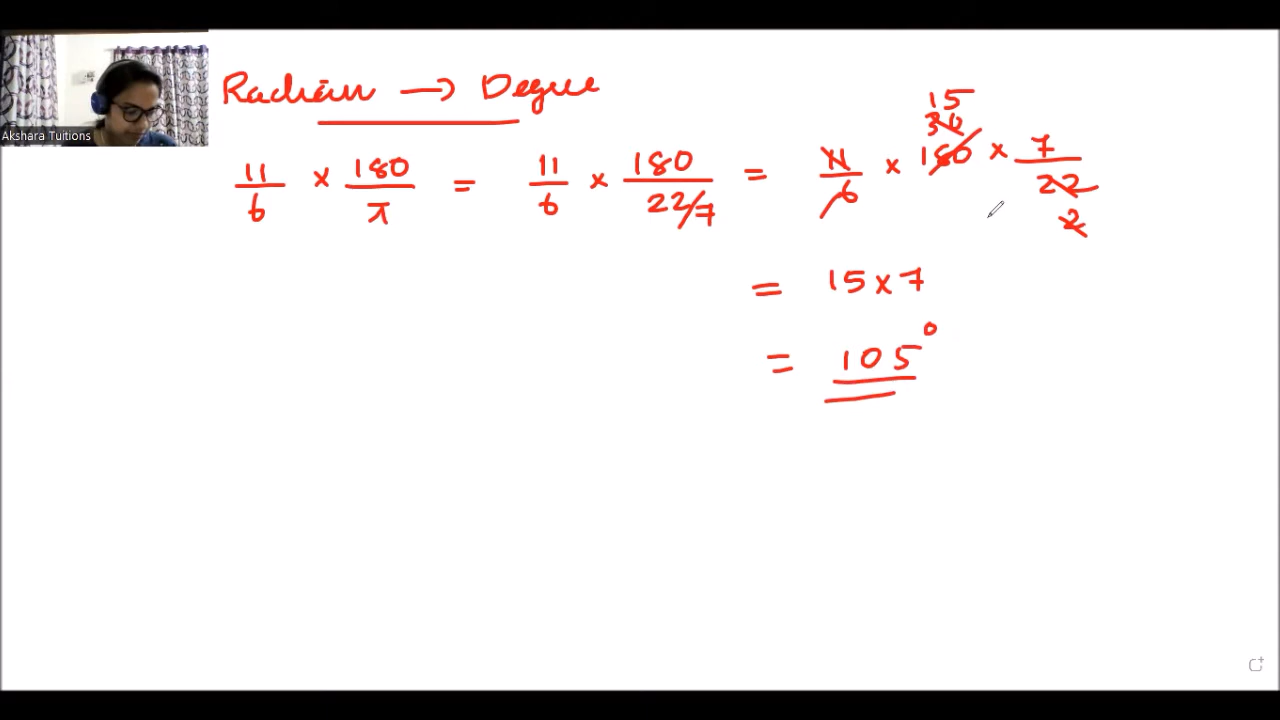 Radian → Degree
11/6 × 180/π = 11/6 × 180/(22/7) = 11/6 × 180 × 7/22
30
15
2
= 15 × 7
= 105°
Akshara Tuitions